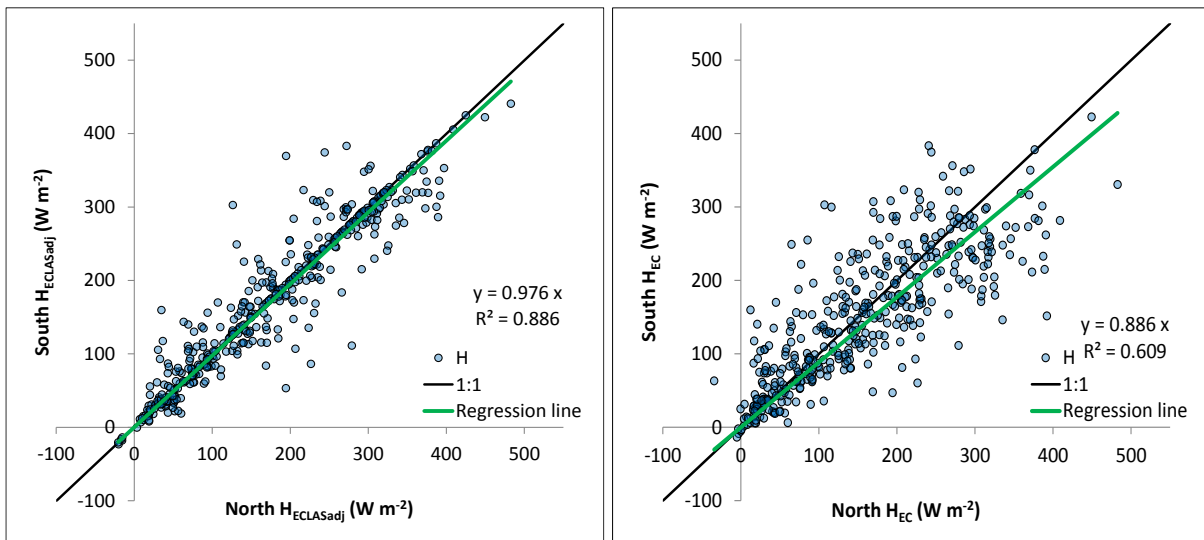 500
400
300
200
100
0
-100
-100 0 100 200 300 400 500
South H_ECLASadj (W m⁻²)
North H_ECLASadj (W m⁻²)
y = 0.976 x
R² = 0.886
H
1:1
Regression line
500
400
300
200
100
0
-100
-100 0 100 200 300 400 500
South H_EC (W m⁻²)
North H_EC (W m⁻²)
y = 0.886 x
R² = 0.609
H
1:1
Regression line